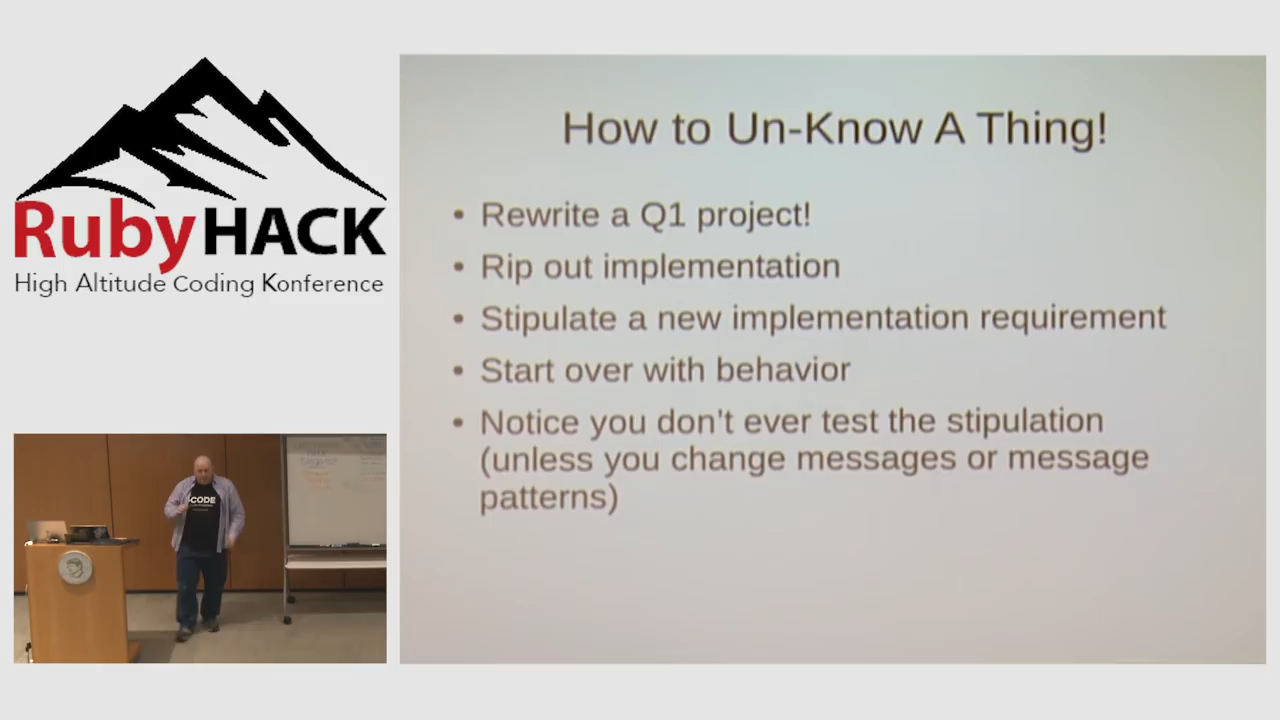 RubyHACK
High Altitude Coding Konference
How to Un-Know A Thing!
• Rewrite a Q1 project!
• Rip out implementation
• Stipulate a new implementation requirement
• Start over with behavior
• Notice you don't ever test the stipulation
(unless you change messages or message
patterns)
CODE